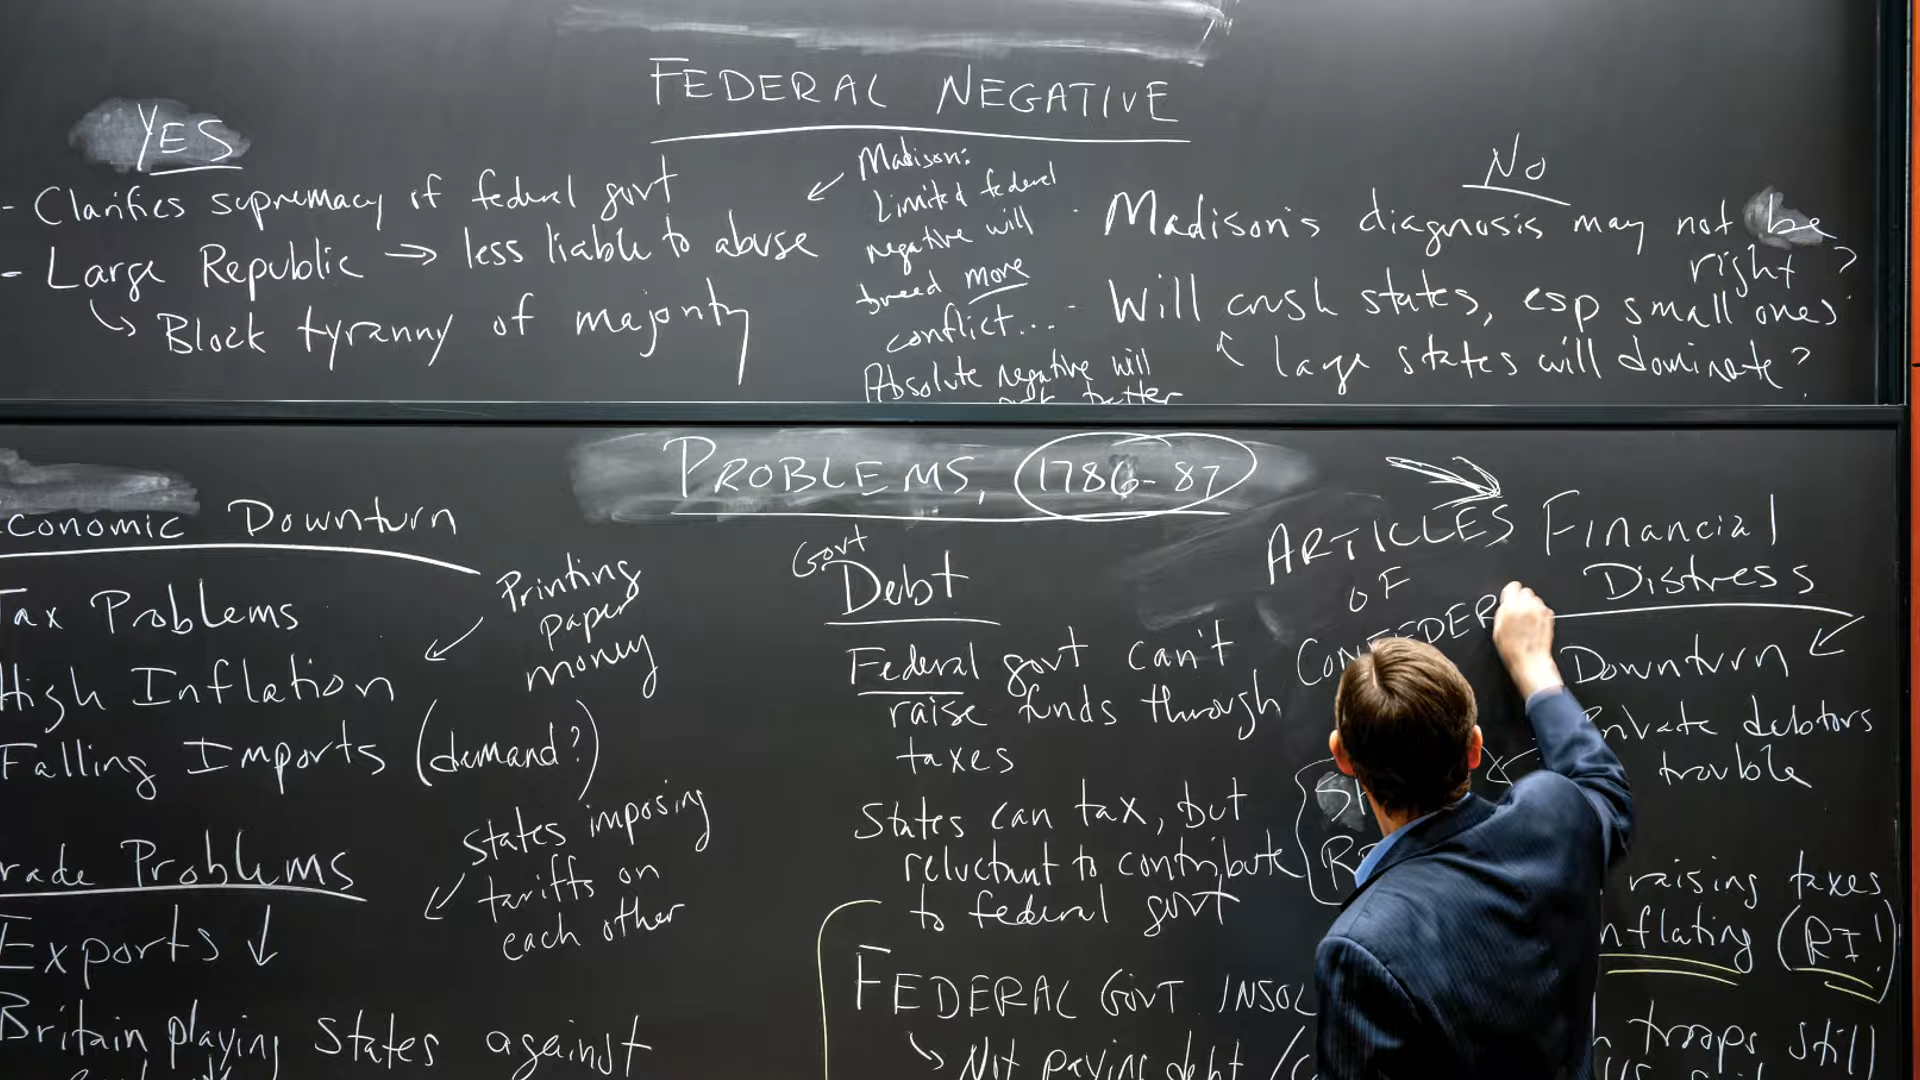 FEDERAL NEGATIVE
YES
- Clarifies supremacy of federal govt
- Large Republic → less liable to abuse
↳ Block tyranny of majority
↙ Madison:
Limited federal
negative will
breed more
conflict...
Absolute negative will
better
No
· Madison's diagnosis may not be
right?
- Will crush states, esp small ones
large states will dominate?
PROBLEMS, 1786-87
conomic Downturn
Tax Problems
High Inflation
Falling Imports (demand?)
↙ Printing
paper
money
rade Problems
Exports ↓
Britain playing States against
↙ states imposing
tariffs on
each other
Govt
Debt
Federal govt can't
raise funds through
taxes
States can tax, but
reluctant to contribute
to federal govt
FEDERAL GOVT INSOL
↳ Not paying debt /
ARTICLES
OF
CONFEDER
Financial
Distress
Downturn ↙
Private debtors
trouble
raising taxes
nflating (RI!)
troops still